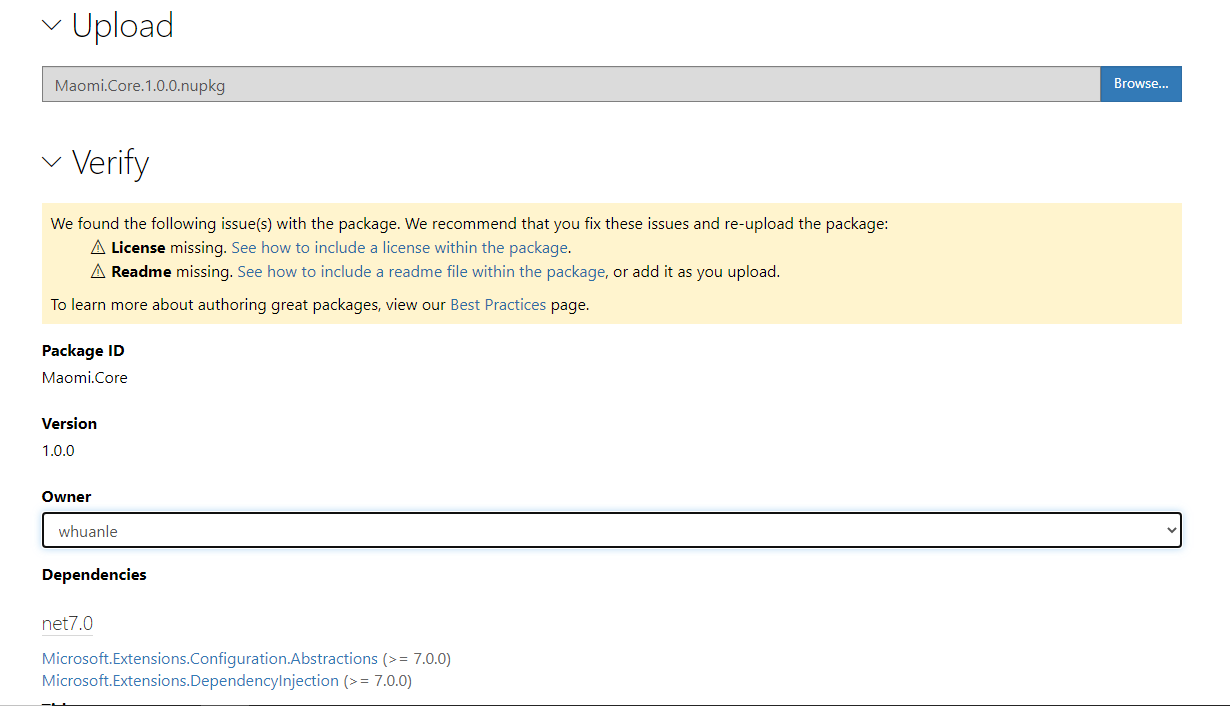 Upload
Maomi.Core.1.0.0.nupkg
Browse...
Verify
We found the following issue(s) with the package. We recommend that you fix these issues and re-upload the package:
⚠ License missing. See how to include a license within the package.
⚠ Readme missing. See how to include a readme file within the package, or add it as you upload.
To learn more about authoring great packages, view our Best Practices page.
Package ID
Maomi.Core
Version
1.0.0
Owner
whuanle
Dependencies
net7.0
Microsoft.Extensions.Configuration.Abstractions (>= 7.0.0)
Microsoft.Extensions.DependencyInjection (>= 7.0.0)